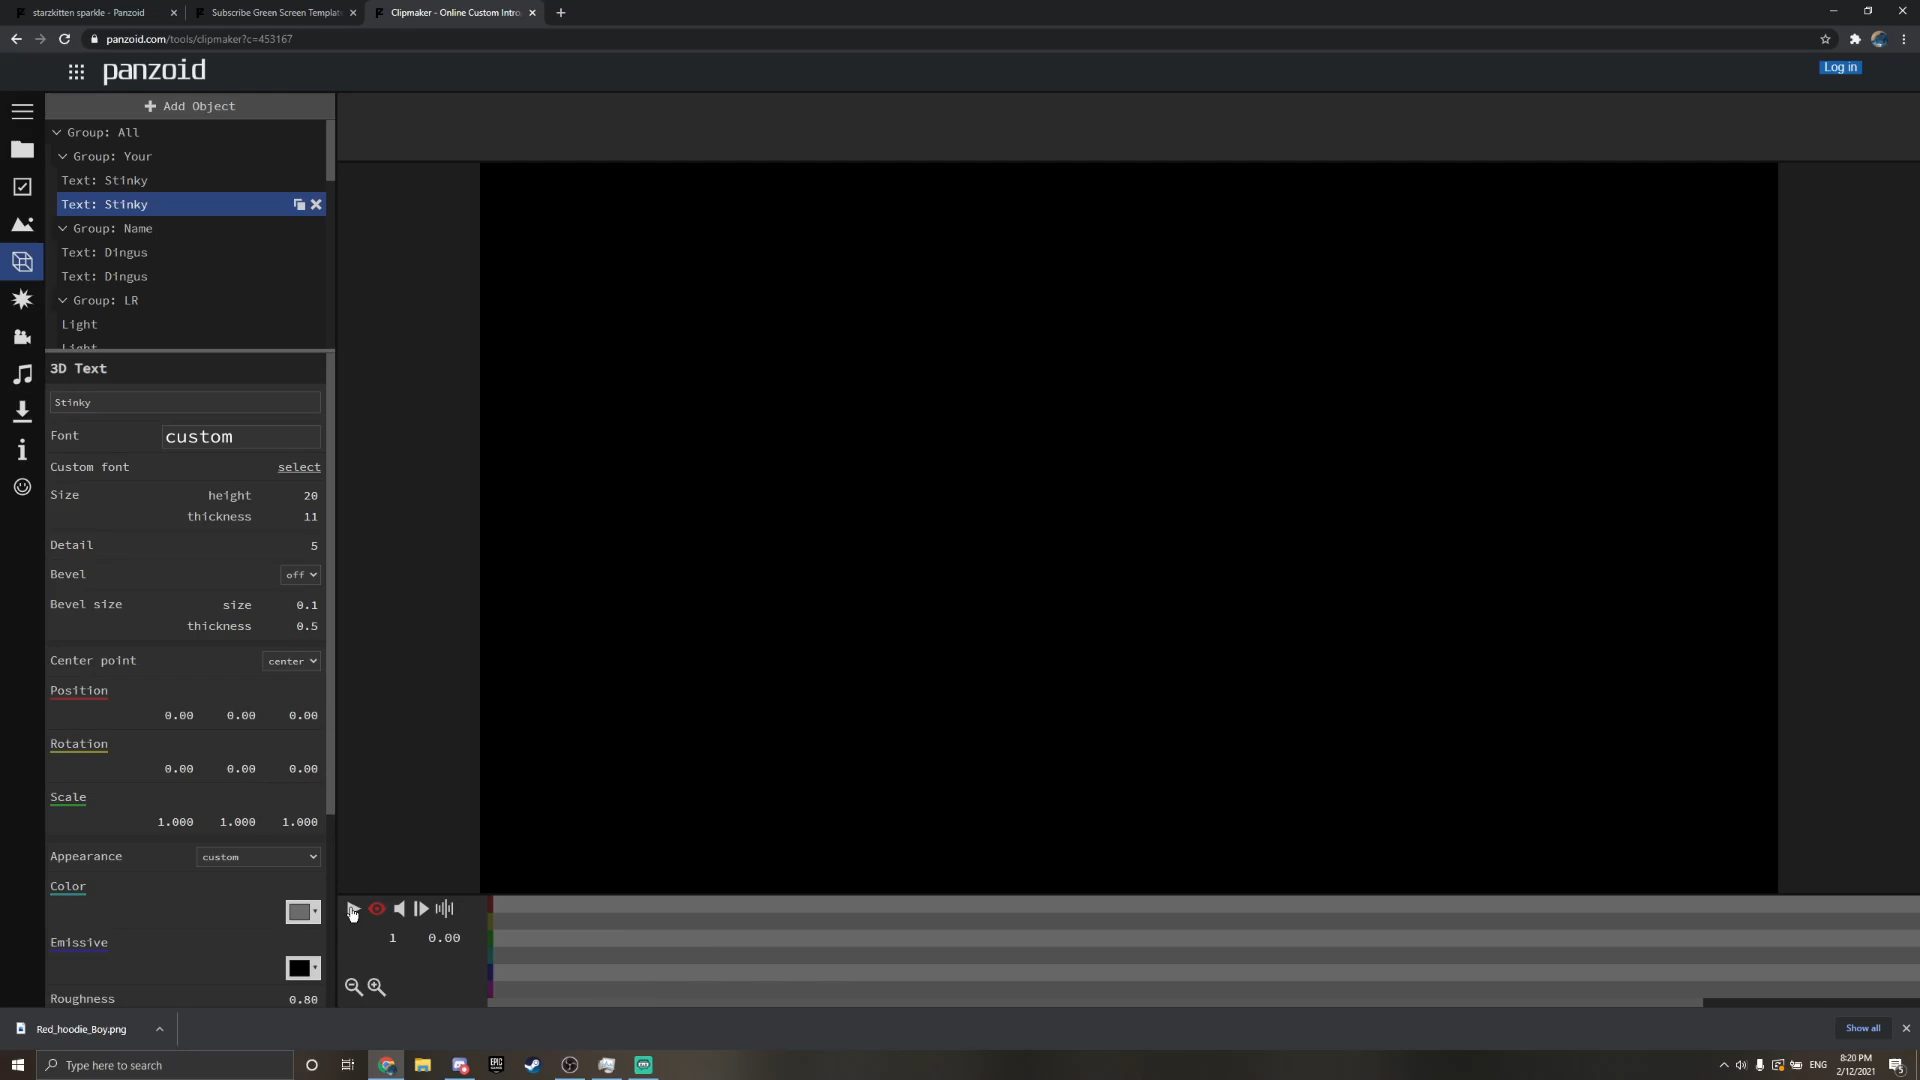 starzkitten sparkle - Panzoid
Subscribe Green Screen Template
Clipmaker - Online Custom Intro
panzoid.com/tools/clipmaker?c=453167
panzoid
Log in
Add Object
Group: All
Group: Your
Text: Stinky
Text: Stinky
Group: Name
Text: Dingus
Text: Dingus
Group: LR
Light
Light
3D Text
Stinky
Font custom
Custom font select
Size height 20
thickness 11
Detail 5
Bevel off
Bevel size size 0.1
thickness 0.5
Center point center
Position
0.00 0.00 0.00
Rotation
0.00 0.00 0.00
Scale
1.000 1.000 1.000
Appearance custom
Color
Emissive
Roughness 0.80
1 0.00
Red_hoodie_Boy.png
Show all
Type here to search
EPIC GAMES
ENG
8:20 PM
2/12/2021
5